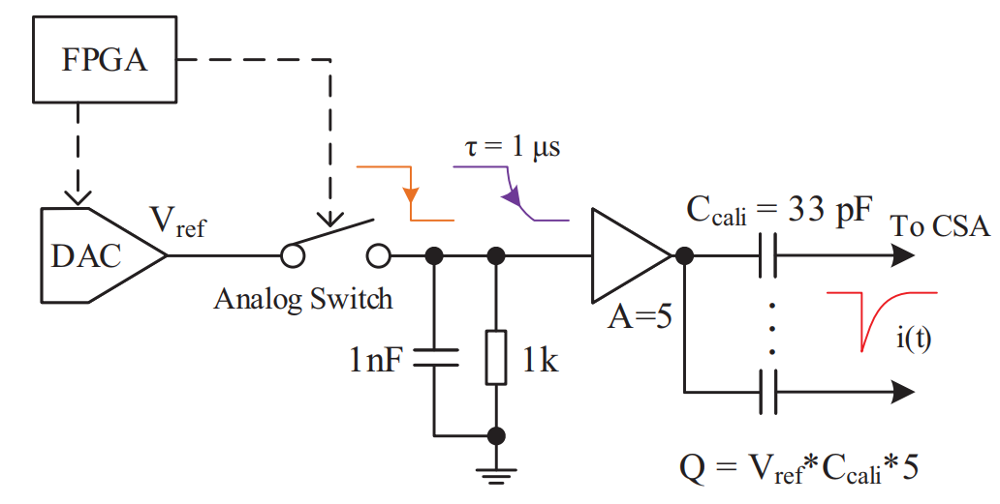 FPGA
τ = 1 μs
Vref
DAC
Analog Switch
Ccali = 33 pF
To CSA
A=5
i(t)
1nF
1k
Q = Vref*Ccali*5